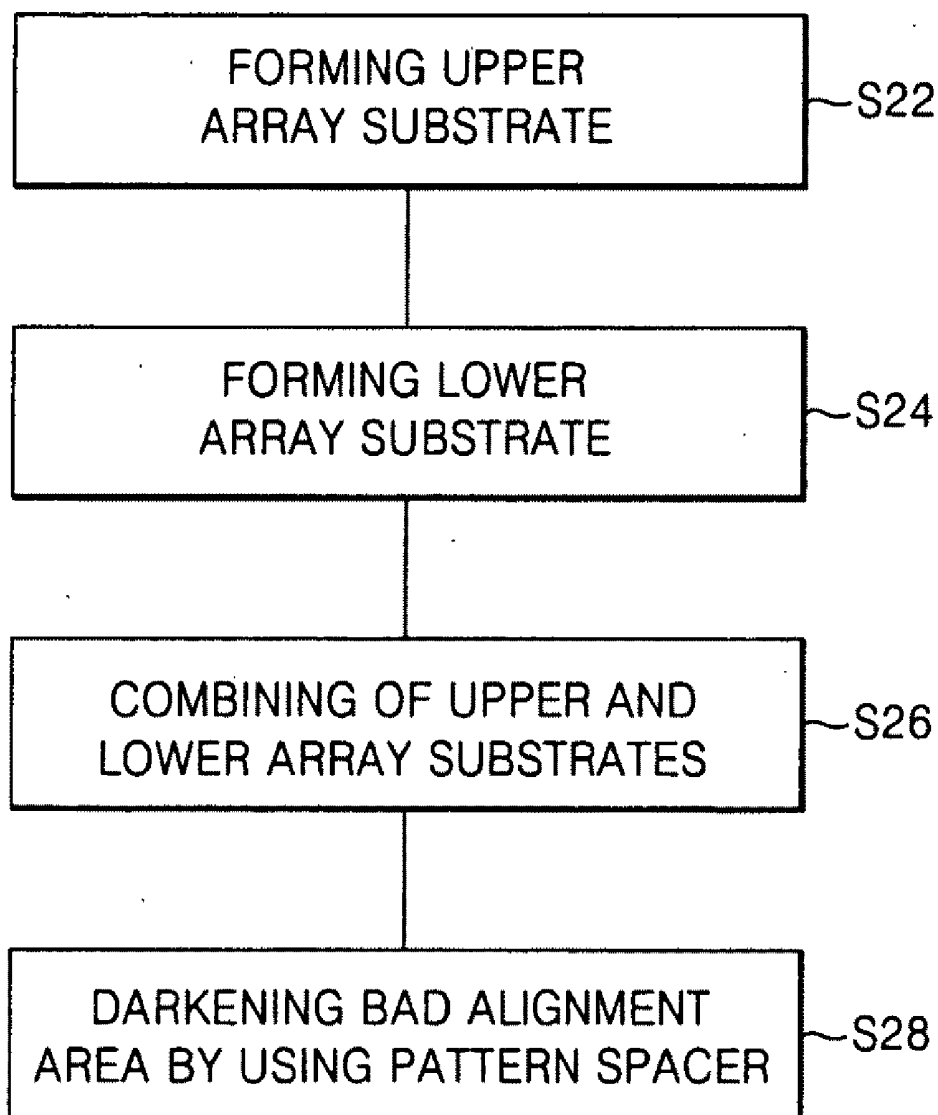 FORMING UPPER
ARRAY SUBSTRATE
S22
FORMING LOWER
ARRAY SUBSTRATE
S24
COMBINING OF UPPER AND
LOWER ARRAY SUBSTRATES
S26
DARKENING BAD ALIGNMENT
AREA BY USING PATTERN SPACER
S28